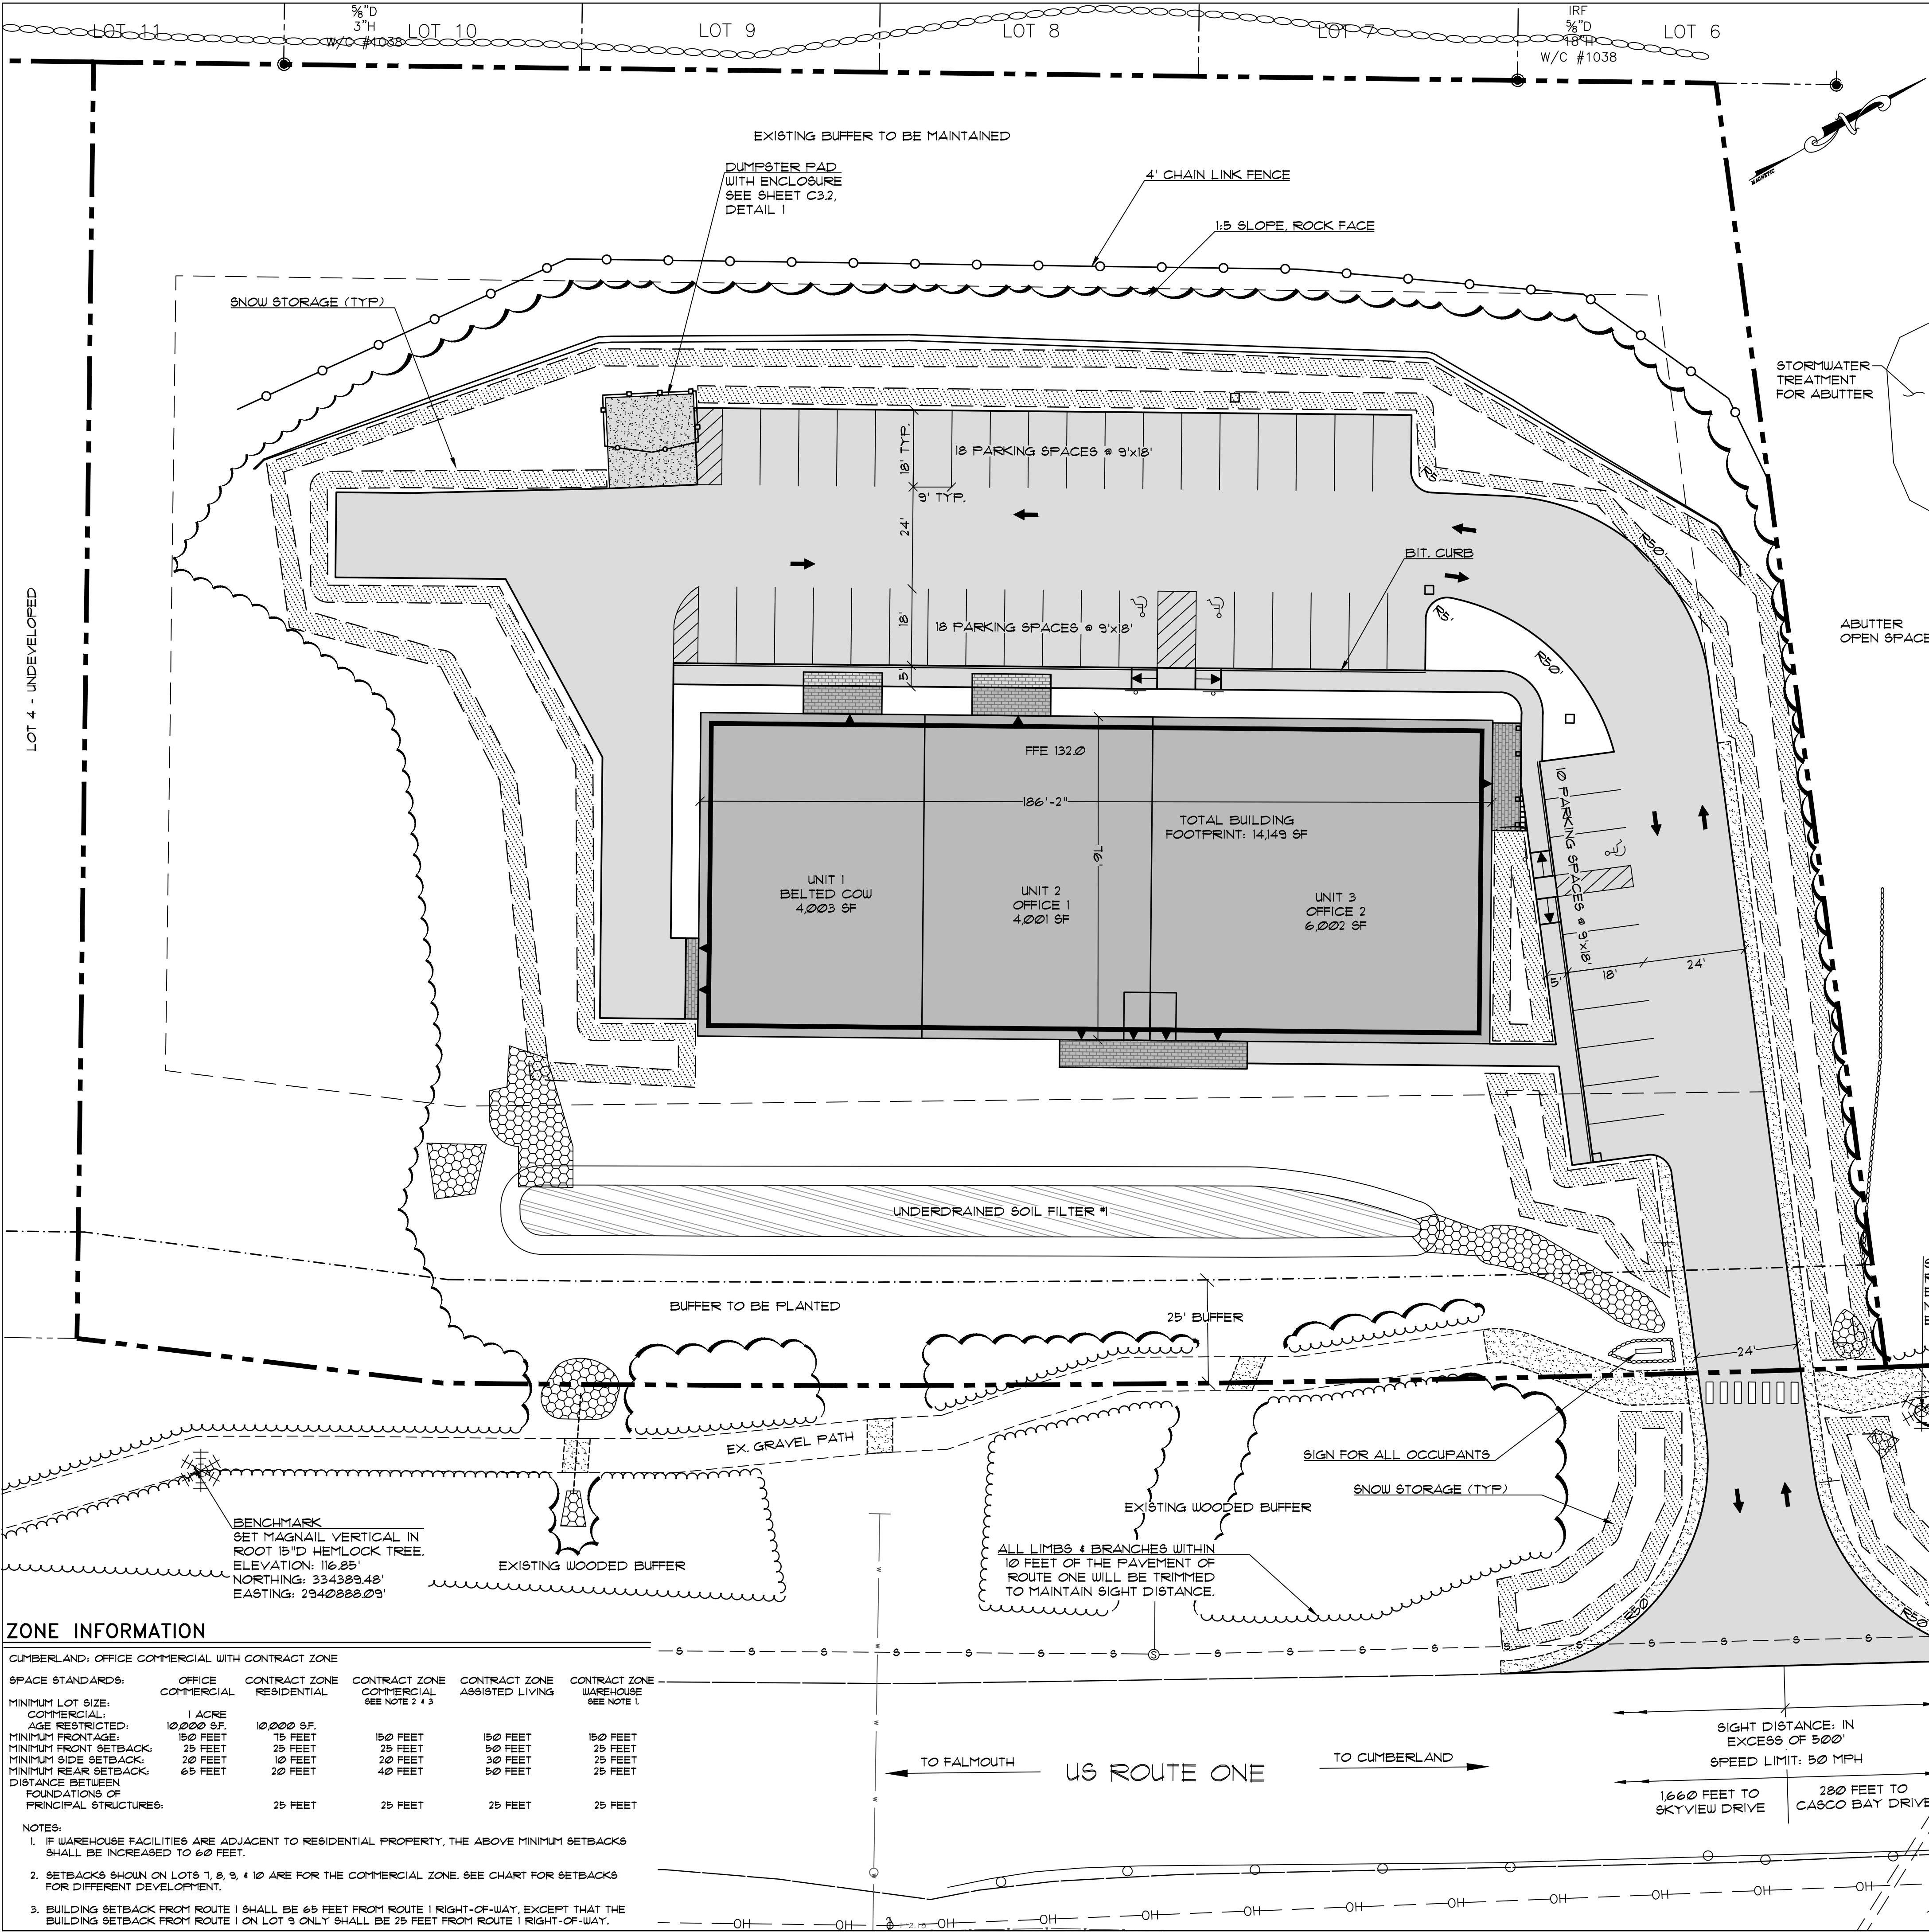 LOT 11
5/8"D
3"H
W/C #1038
LOT 10
LOT 9
LOT 8
LOT 7
IRF
5/8"D
18"H
W/C #1038
LOT 6
MAGNETIC
EXISTING BUFFER TO BE MAINTAINED
DUMPSTER PAD
WITH ENCLOSURE
SEE SHEET C3.2,
DETAIL 1
4' CHAIN LINK FENCE
1:5 SLOPE, ROCK FACE
SNOW STORAGE (TYP)
STORMWATER
TREATMENT
FOR ABUTTER
18' TYP.
18 PARKING SPACES @ 9'x18'
R5'
9' TYP.
24'
R50'
BIT. CURB
LOT 4 - UNDEVELOPED
18'
18 PARKING SPACES @ 9'x18'
R5'
ABUTTER
OPEN SPACE
5'
R50'
FFE 132.0
186'-2"
TOTAL BUILDING
FOOTPRINT: 14,149 SF
76'
10 PARKING SPACES @ 9'x18'
UNIT 1
BELTED COW
4,003 SF
UNIT 2
OFFICE 1
4,001 SF
UNIT 3
OFFICE 2
6,002 SF
5'
18'
24'
UNDERDRAINED SOIL FILTER #1
BUFFER TO BE PLANTED
25' BUFFER
24'
EX. GRAVEL PATH
SIGN FOR ALL OCCUPANTS
SNOW STORAGE (TYP)
EXISTING WOODED BUFFER
BENCHMARK
SET MAGNAIL VERTICAL IN
ROOT 15"D HEMLOCK TREE.
ELEVATION: 116.85'
NORTHING: 334389.48'
EASTING: 2940888.09'
EXISTING WOODED BUFFER
ALL LIMBS & BRANCHES WITHIN
10 FEET OF THE PAVEMENT OF
ROUTE ONE WILL BE TRIMMED
TO MAINTAIN SIGHT DISTANCE.
R50'
R50'
S S S S S S S S S S S S S S S S S S
ZONE INFORMATION
CUMBERLAND: OFFICE COMMERCIAL WITH CONTRACT ZONE
SPACE STANDARDS: OFFICE CONTRACT ZONE CONTRACT ZONE CONTRACT ZONE CONTRACT ZONE
COMMERCIAL RESIDENTIAL COMMERCIAL ASSISTED LIVING WAREHOUSE
SEE NOTE 2 & 3 SEE NOTE 1.
MINIMUM LOT SIZE:
COMMERCIAL: 1 ACRE
AGE RESTRICTED: 10,000 S.F. 10,000 S.F.
MINIMUM FRONTAGE: 150 FEET 75 FEET 150 FEET 150 FEET 150 FEET
MINIMUM FRONT SETBACK: 25 FEET 25 FEET 25 FEET 50 FEET 25 FEET
MINIMUM SIDE SETBACK: 20 FEET 10 FEET 20 FEET 30 FEET 25 FEET
MINIMUM REAR SETBACK: 65 FEET 20 FEET 40 FEET 50 FEET 25 FEET
DISTANCE BETWEEN
FOUNDATIONS OF
PRINCIPAL STRUCTURES: 25 FEET 25 FEET 25 FEET 25 FEET
NOTES:
1. IF WAREHOUSE FACILITIES ARE ADJACENT TO RESIDENTIAL PROPERTY, THE ABOVE MINIMUM SETBACKS
SHALL BE INCREASED TO 60 FEET.
2. SETBACKS SHOWN ON LOTS 7, 8, 9, & 10 ARE FOR THE COMMERCIAL ZONE. SEE CHART FOR SETBACKS
FOR DIFFERENT DEVELOPMENT.
3. BUILDING SETBACK FROM ROUTE 1 SHALL BE 65 FEET FROM ROUTE 1 RIGHT-OF-WAY, EXCEPT THAT THE
BUILDING SETBACK FROM ROUTE 1 ON LOT 9 ONLY SHALL BE 25 FEET FROM ROUTE 1 RIGHT-OF-WAY.
TO FALMOUTH
US ROUTE ONE
TO CUMBERLAND
SIGHT DISTANCE: IN
EXCESS OF 500'
SPEED LIMIT: 50 MPH
1,660 FEET TO
SKYVIEW DRIVE
280 FEET TO
CASCO BAY DRIVE
OH OH OH OH OH OH OH OH OH OH OH OH